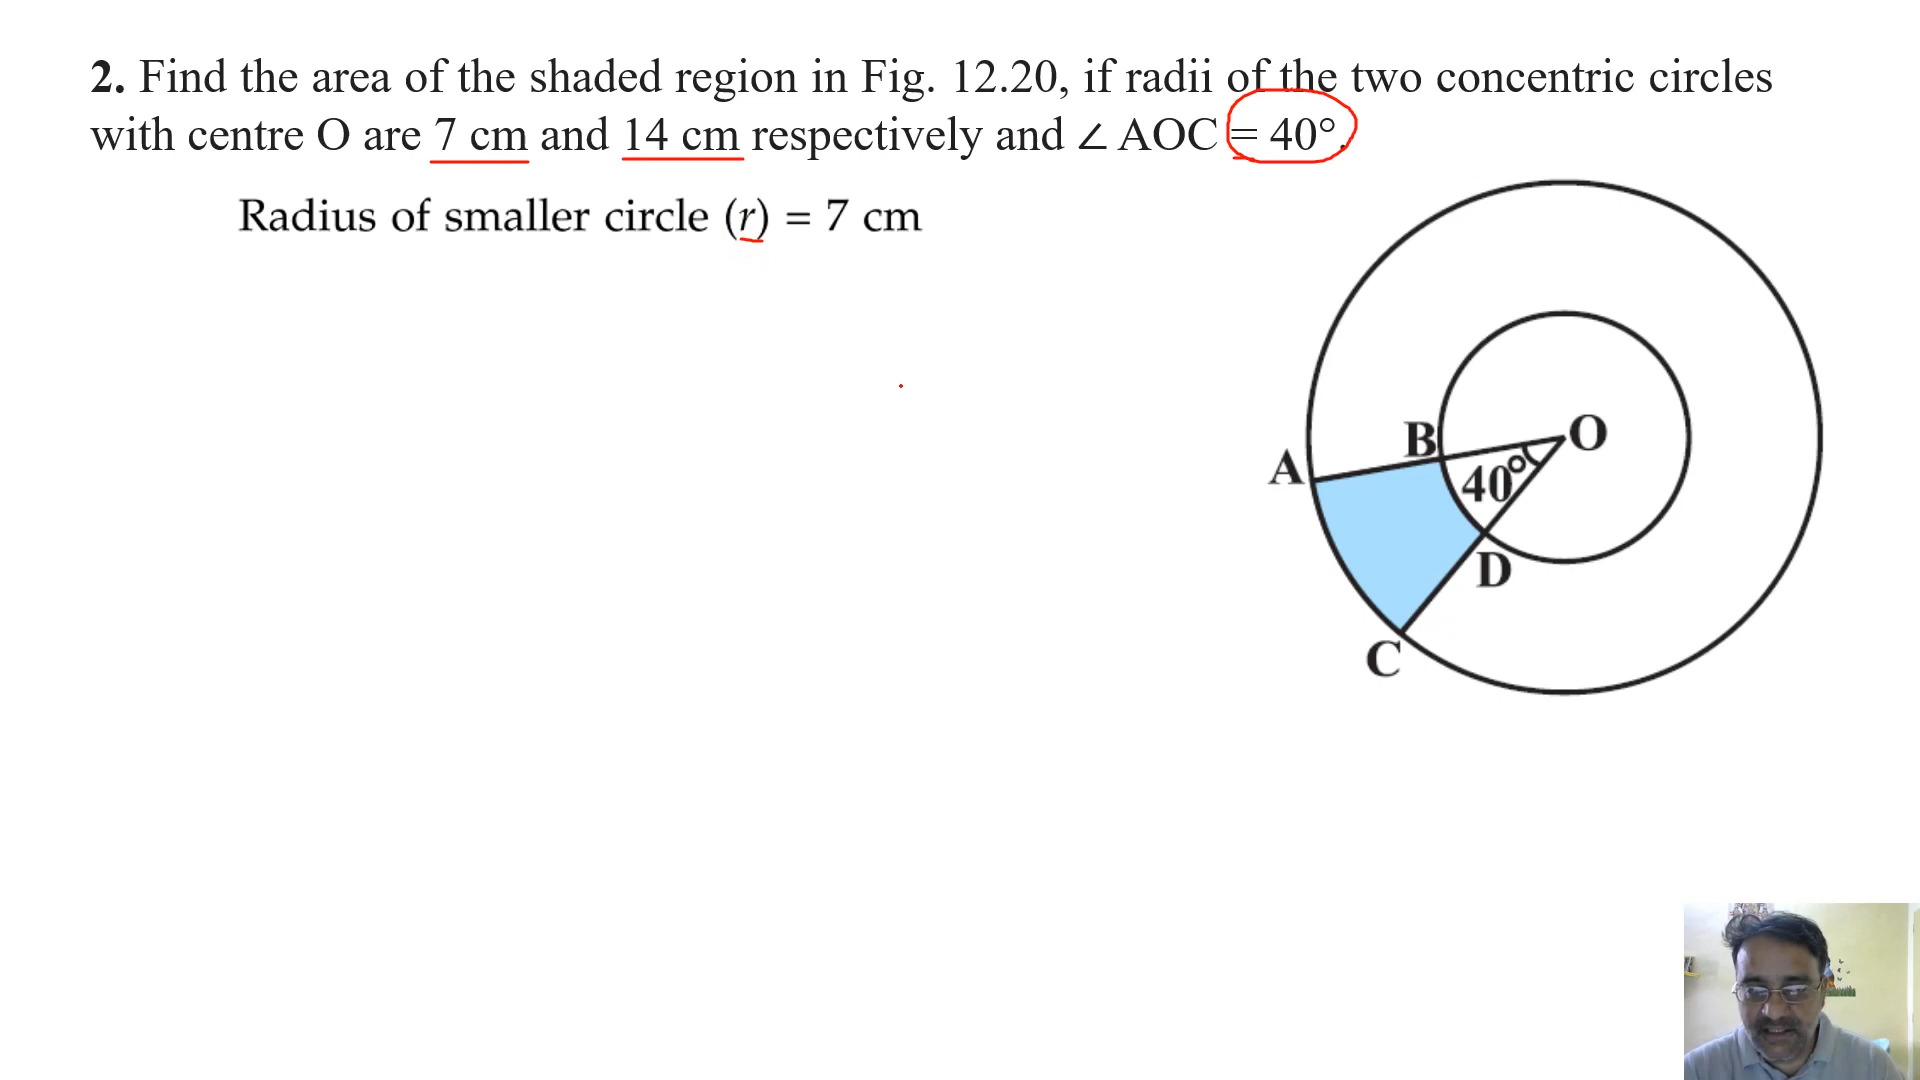 2. Find the area of the shaded region in Fig. 12.20, if radii of the two concentric circles
with centre O are 7 cm and 14 cm respectively and ∠ AOC = 40°.
Radius of smaller circle (r) = 7 cm
B
O
A
40°
D
C